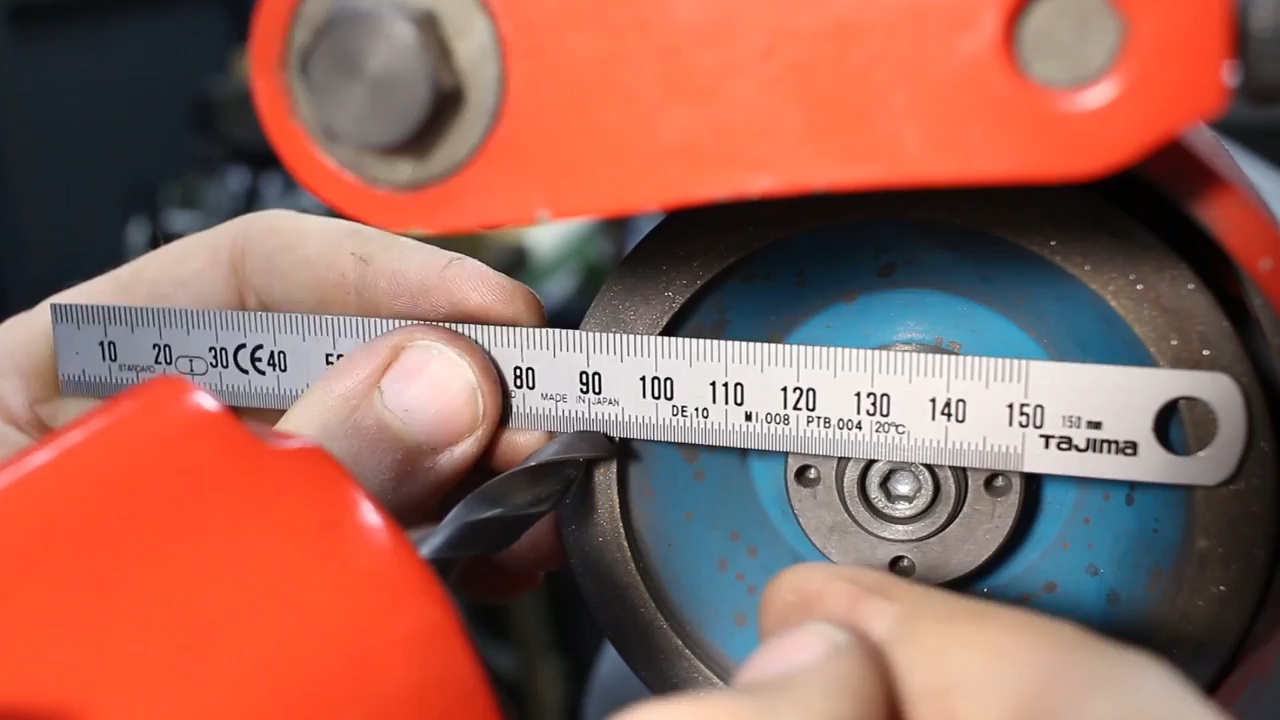 10 20 30 CE 40 80 90 100 110 120 130 140 150 150 mm
STANDARD I MADE IN JAPAN DE 10 M1.008 PTB 004 20℃ Tajima